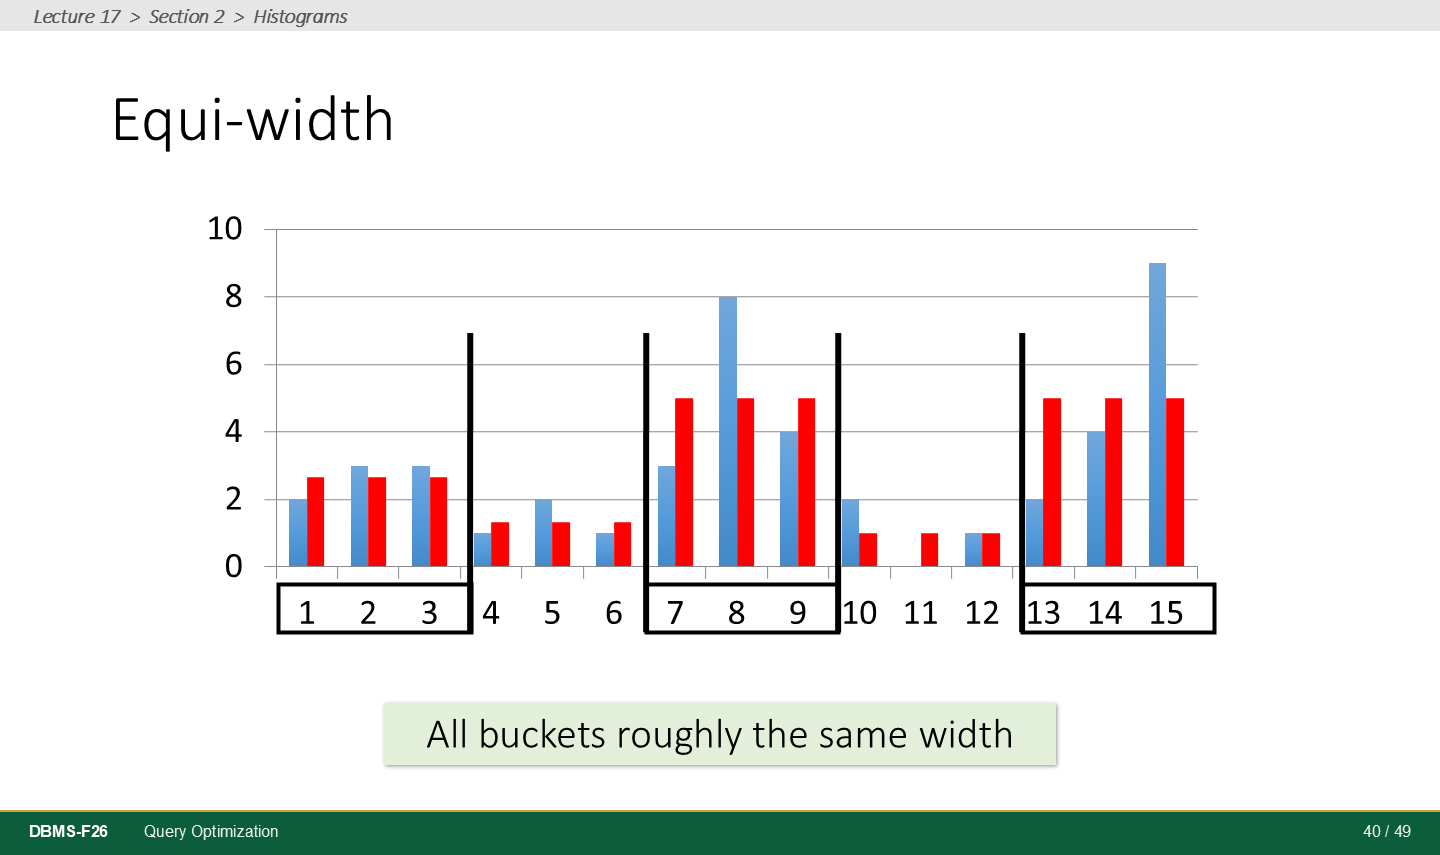 Lecture 17 > Section 2 > Histograms
Equi-width
10
8
6
4
2
0
1 2 3 4 5 6 7 8 9 10 11 12 13 14 15
All buckets roughly the same width
DBMS-F26 Query Optimization 40 / 49